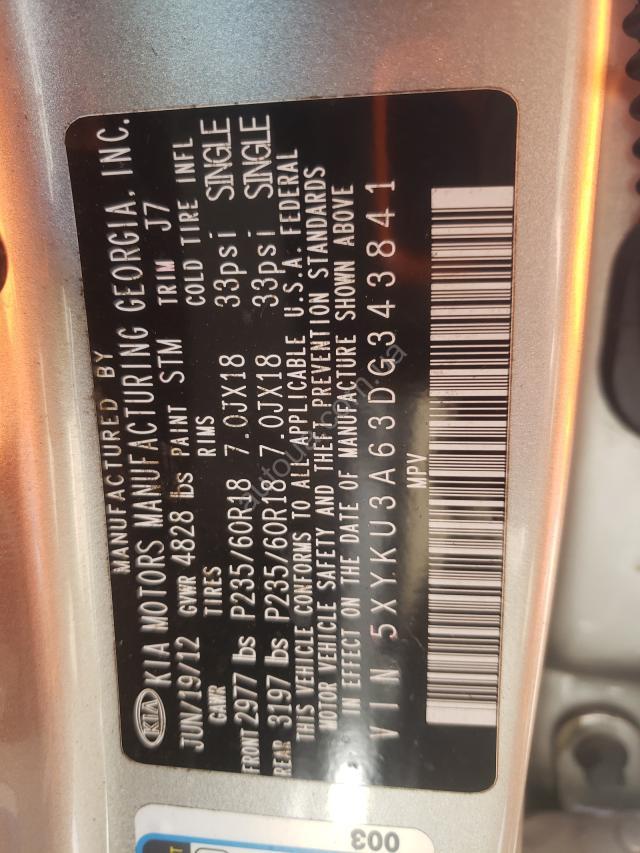 MANUFACTURED BY
KIA KIA MOTORS MANUFACTURING GEORGIA, INC.
JUN/19/12 GVWR 4828 lbs PAINT STM TRIM J7
GAWR TIRES RIMS COLD TIRE INFL
FRONT 2977 lbs P235/60R18 7.0JX18 33psi SINGLE
REAR 3197 lbs P235/60R18 7.0JX18 33psi SINGLE
THIS VEHICLE CONFORMS TO ALL APPLICABLE U.S.A. FEDERAL
MOTOR VEHICLE SAFETY AND THEFT PREVENTION STANDARDS
IN EFFECT ON THE DATE OF MANUFACTURE SHOWN ABOVE
VIN 5XYKU3A63DG343841
MPV
003